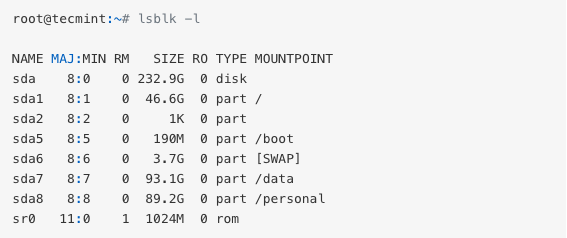 root@tecmint:~# lsblk -l
NAME MAJ:MIN RM   SIZE RO TYPE MOUNTPOINT
sda    8:0    0 232.9G  0 disk
sda1   8:1    0  46.6G  0 part /
sda2   8:2    0     1K  0 part
sda5   8:5    0   190M  0 part /boot
sda6   8:6    0   3.7G  0 part [SWAP]
sda7   8:7    0  93.1G  0 part /data
sda8   8:8    0  89.2G  0 part /personal
sr0   11:0    1  1024M  0 rom